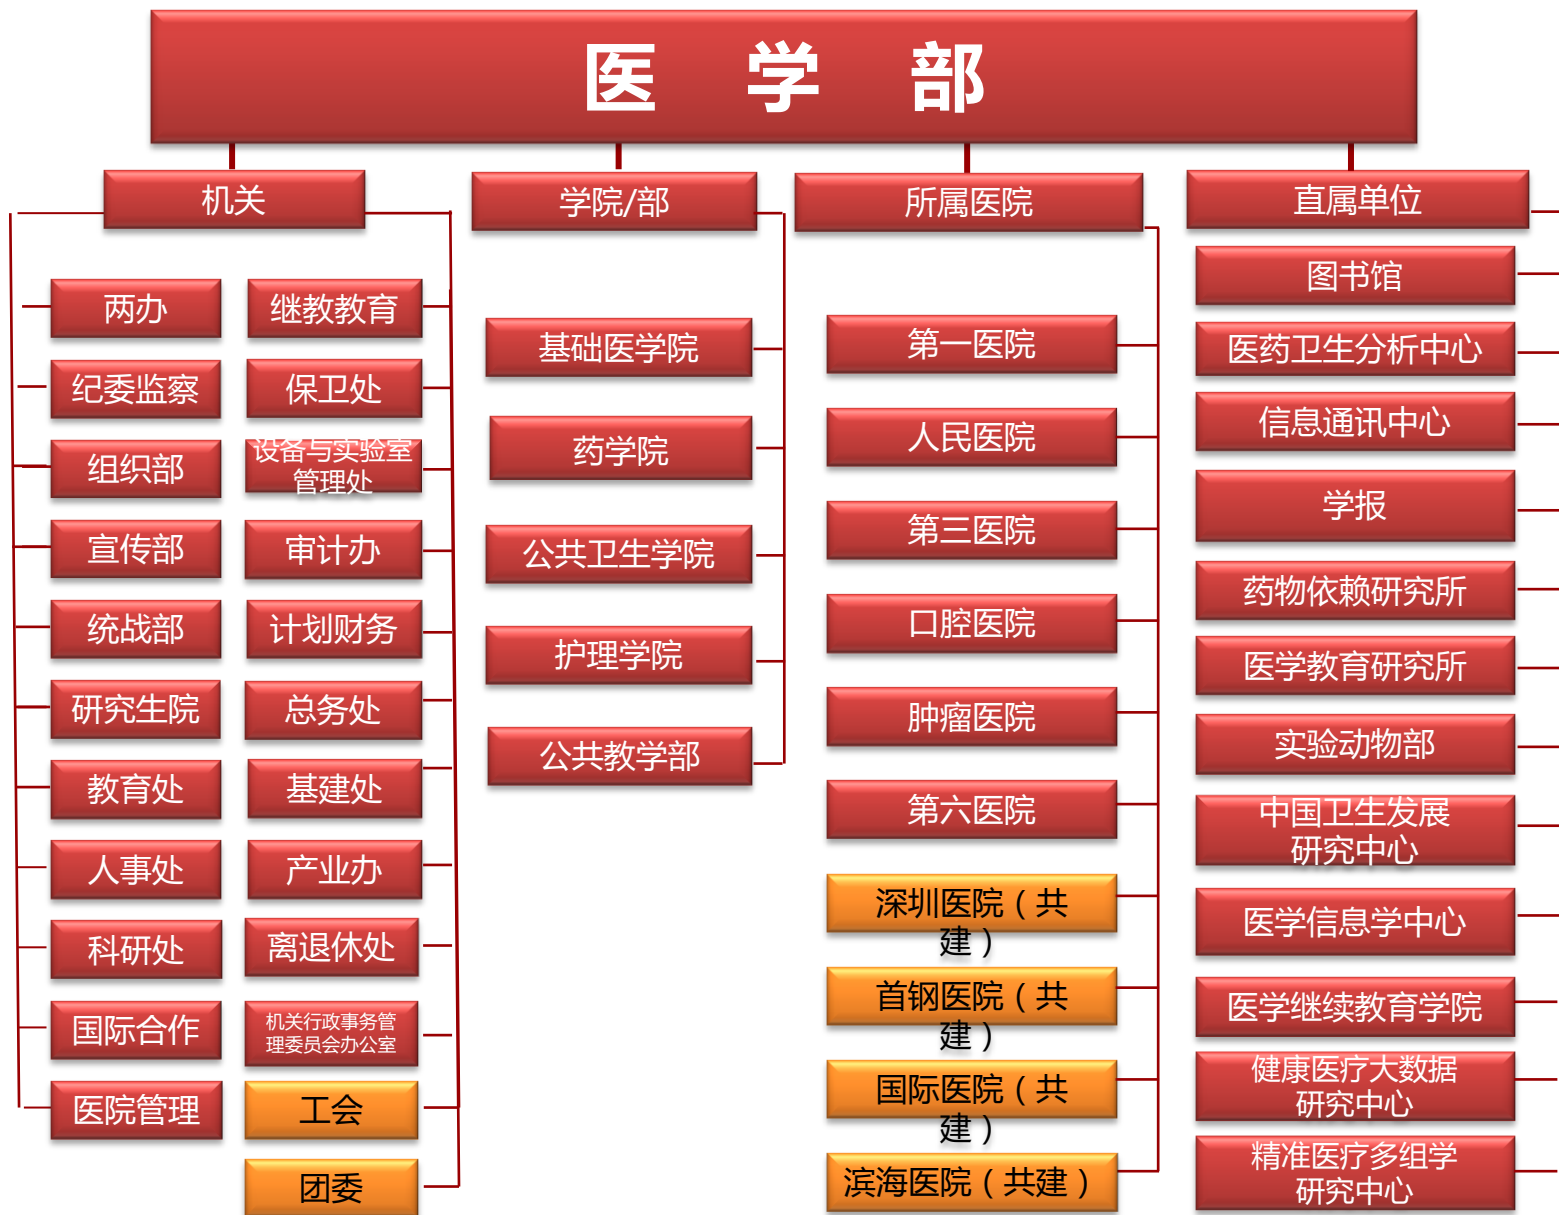 医 学 部
机关
两办
纪委监察
组织部
宣传部
统战部
研究生院
教育处
人事处
科研处
国际合作
医院管理
继教教育
保卫处
设备与实验室
管理处
审计办
计划财务
总务处
基建处
产业办
离退休处
机关行政事务管
理委员会办公室
工会
团委
学院/部
基础医学院
药学院
公共卫生学院
护理学院
公共教学部
所属医院
第一医院
人民医院
第三医院
口腔医院
肿瘤医院
第六医院
深圳医院（共
建）
首钢医院（共
建）
国际医院（共
建）
滨海医院（共建）
直属单位
图书馆
医药卫生分析中心
信息通讯中心
学报
药物依赖研究所
医学教育研究所
实验动物部
中国卫生发展
研究中心
医学信息学中心
医学继续教育学院
健康医疗大数据
研究中心
精准医疗多组学
研究中心